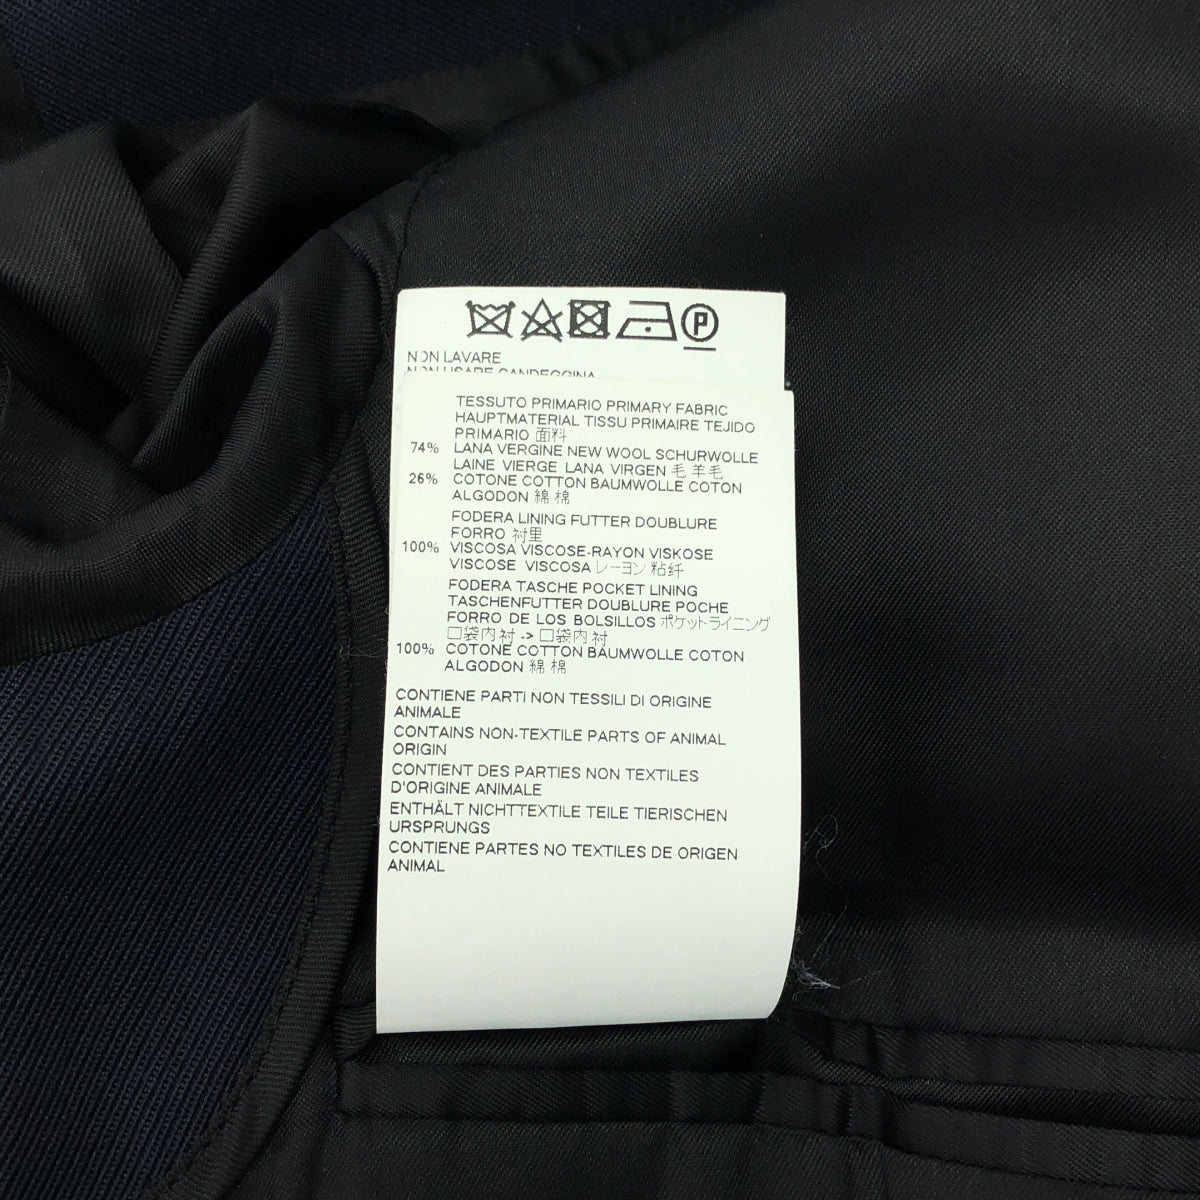 P
NON LAVARE
NON USARE CANDEGGINA
TESSUTO PRIMARIO PRIMARY FABRIC
HAUPTMATERIAL TISSU PRIMAIRE TEJIDO
PRIMARIO 面料
74% LANA VERGINE NEW WOOL SCHURWOLLE
LAINE VIERGE LANA VIRGEN 毛 羊毛
26% COTONE COTTON BAUMWOLLE COTON
ALGODON 綿 棉
FODERA LINING FUTTER DOUBLURE
FORRO 衬里
100% VISCOSA VISCOSE-RAYON VISKOSE
VISCOSE VISCOSA レーヨン 粘纤
FODERA TASCHE POCKET LINING
TASCHENFUTTER DOUBLURE POCHE
FORRO DE LOS BOLSILLOS ポケットライニング
口袋内衬 -> 口袋内衬
100% COTONE COTTON BAUMWOLLE COTON
ALGODON 綿 棉
CONTIENE PARTI NON TESSILI DI ORIGINE
ANIMALE
CONTAINS NON-TEXTILE PARTS OF ANIMAL
ORIGIN
CONTIENT DES PARTIES NON TEXTILES
D'ORIGINE ANIMALE
ENTHÄLT NICHTTEXTILE TEILE TIERISCHEN
URSPRUNGS
CONTIENE PARTES NO TEXTILES DE ORIGEN
ANIMAL